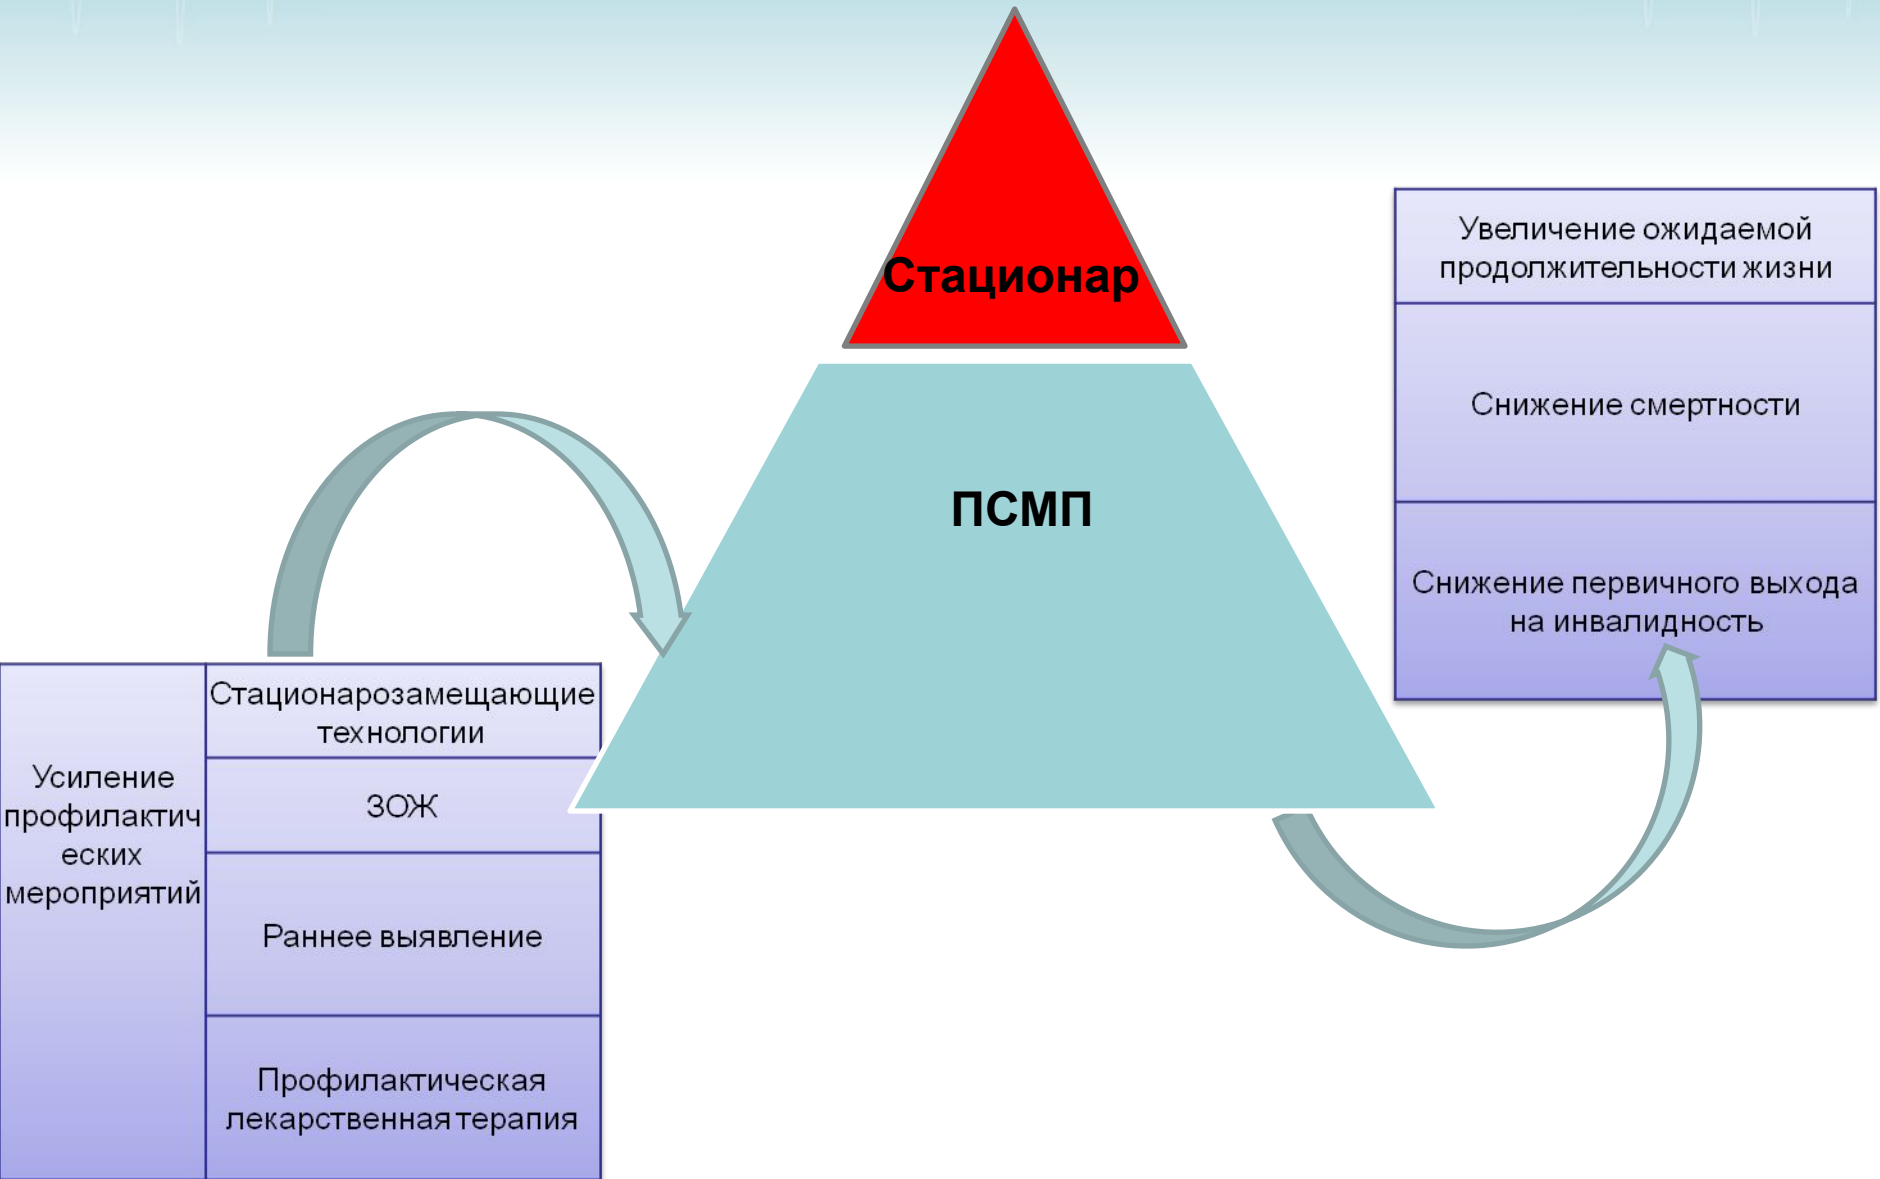 Стационар
ПСМП
Усиление
профилактич
еских
мероприятий
Стационарозамещающие
технологии
ЗОЖ
Раннее выявление
Профилактическая
лекарственная терапия
Увеличение ожидаемой
продолжительности жизни
Снижение смертности
Снижение первичного выхода
на инвалидность